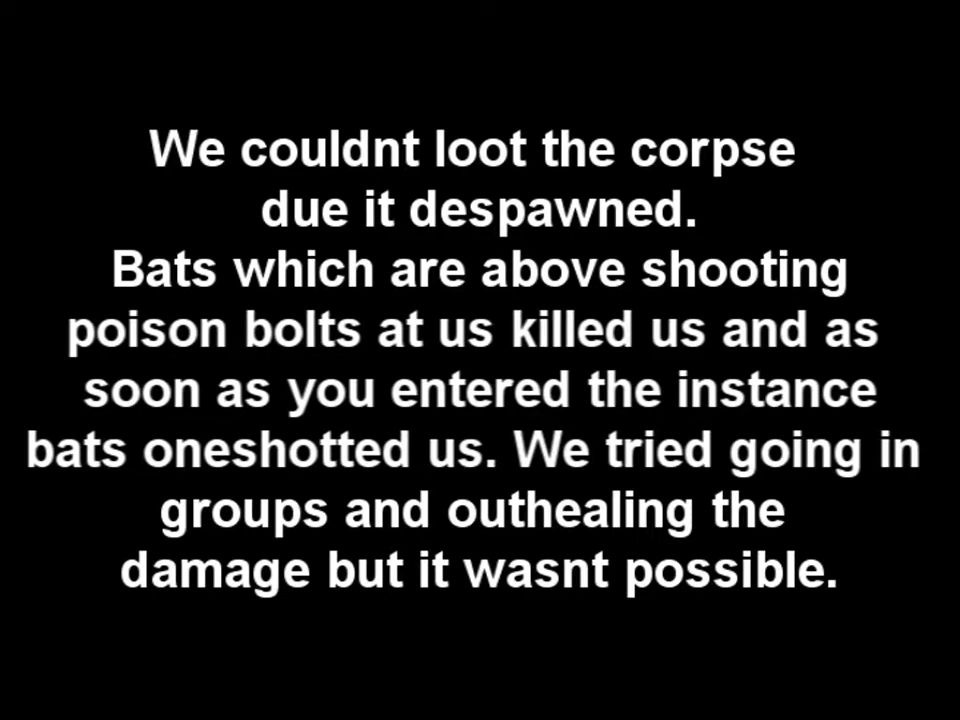 We couldnt loot the corpse
due it despawned.
Bats which are above shooting
poison bolts at us killed us and as
soon as you entered the instance
bats oneshotted us. We tried going in
groups and outhealing the
damage but it wasnt possible.